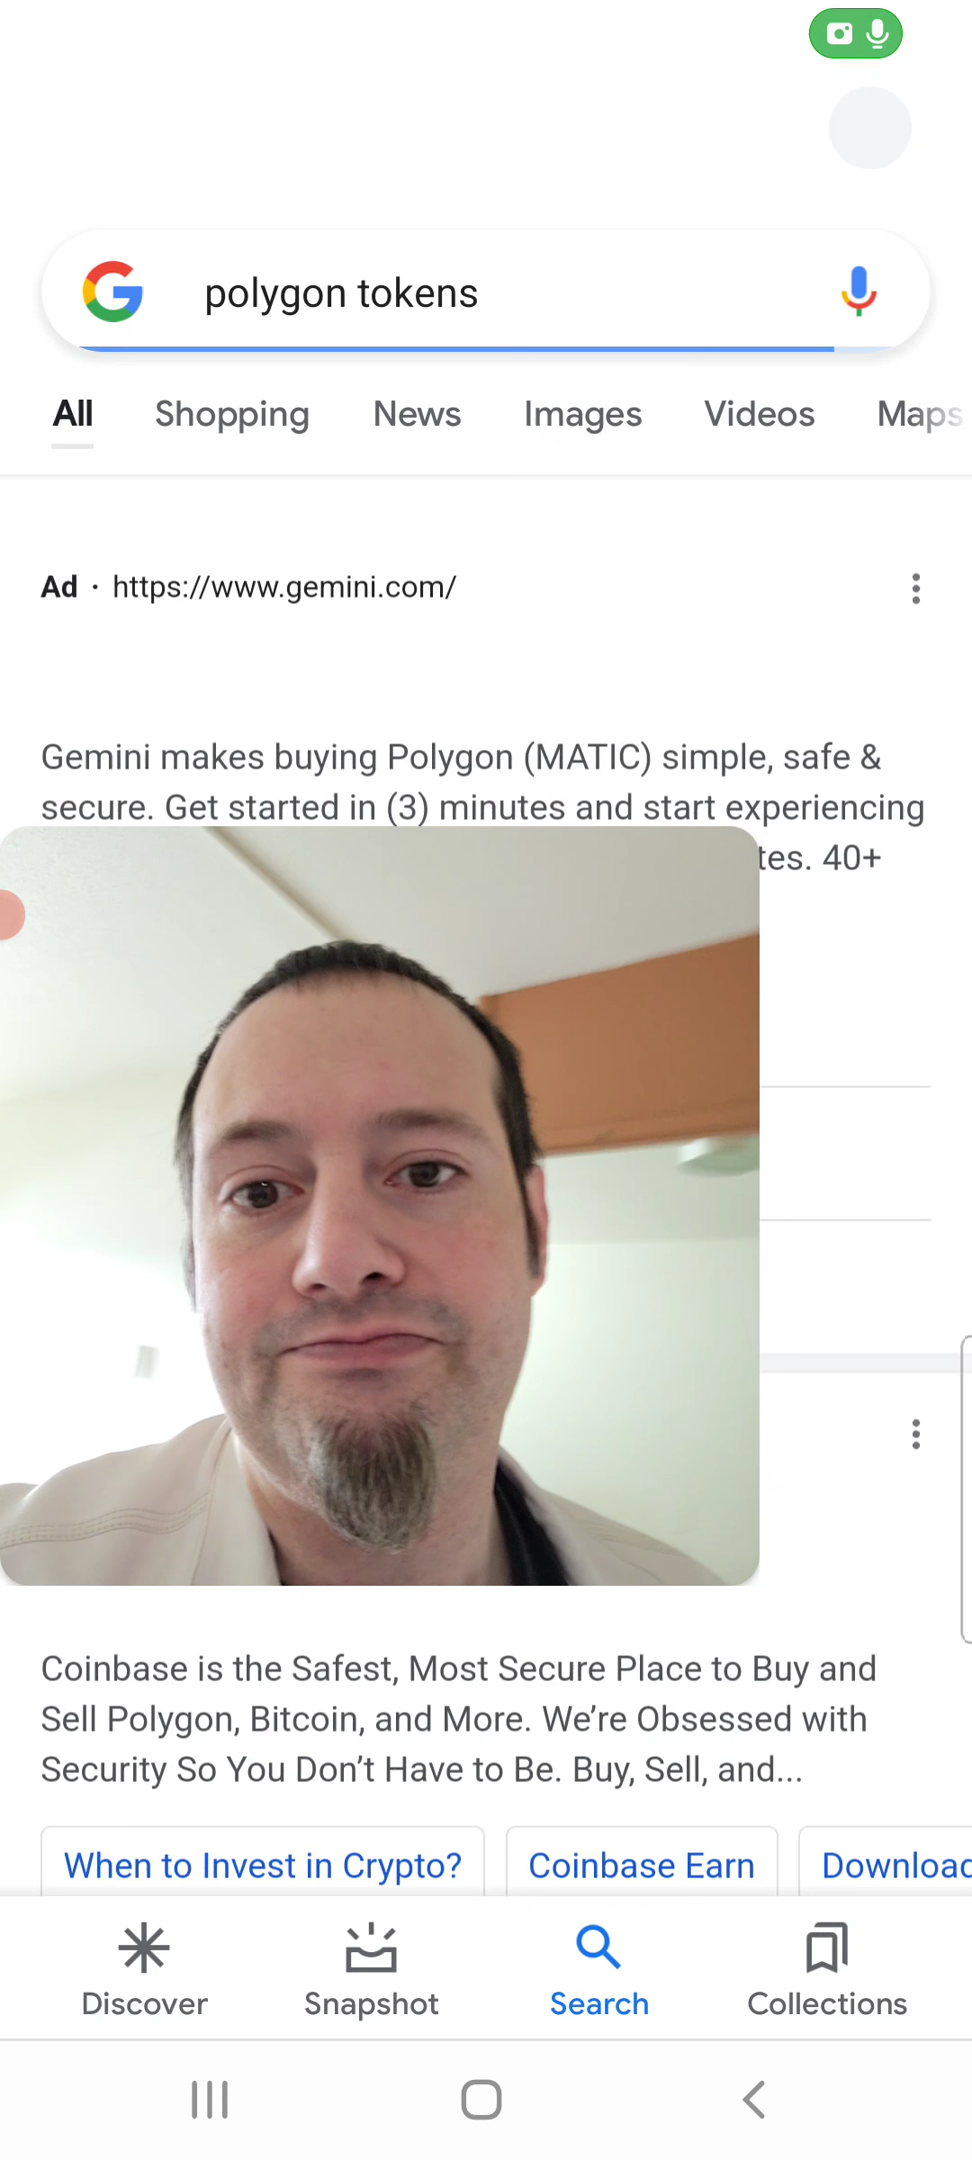 polygon tokens
All Shopping News Images Videos Maps
Ad · https://www.gemini.com/
Gemini makes buying Polygon (MATIC) simple, safe &
secure. Get started in (3) minutes and start experiencing
40+
Coinbase is the Safest, Most Secure Place to Buy and
Sell Polygon, Bitcoin, and More. We’re Obsessed with
Security So You Don’t Have to Be. Buy, Sell, and...
When to Invest in Crypto? Coinbase Earn Download
Discover Snapshot Search Collections